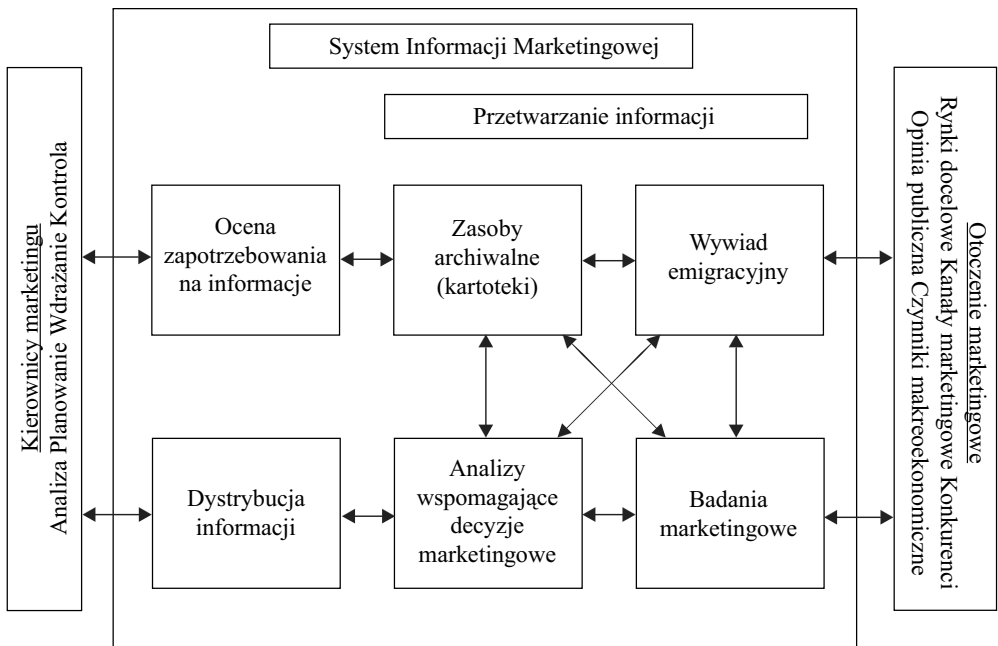 System Informacji Marketingowej
Przetwarzanie informacji
Kierownicy marketingu
Analiza Planowanie Wdrażanie Kontrola
Ocena
zapotrzebowania
na informacje
Zasoby
archiwalne
(kartoteki)
Wywiad
emigracyjny
Dystrybucja
informacji
Analizy
wspomagające
decyzje
marketingowe
Badania
marketingowe
Otoczenie marketingowe
Rynki docelowe Kanały marketingowe Konkurenci
Opinia publiczna Czynniki makreoekonomiczne